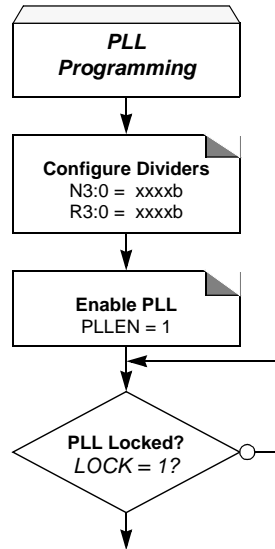 PLL
Programming
Configure Dividers
N3:0 = xxxxb
R3:0 = xxxxb
Enable PLL
PLLEN = 1
PLL Locked?
LOCK = 1?